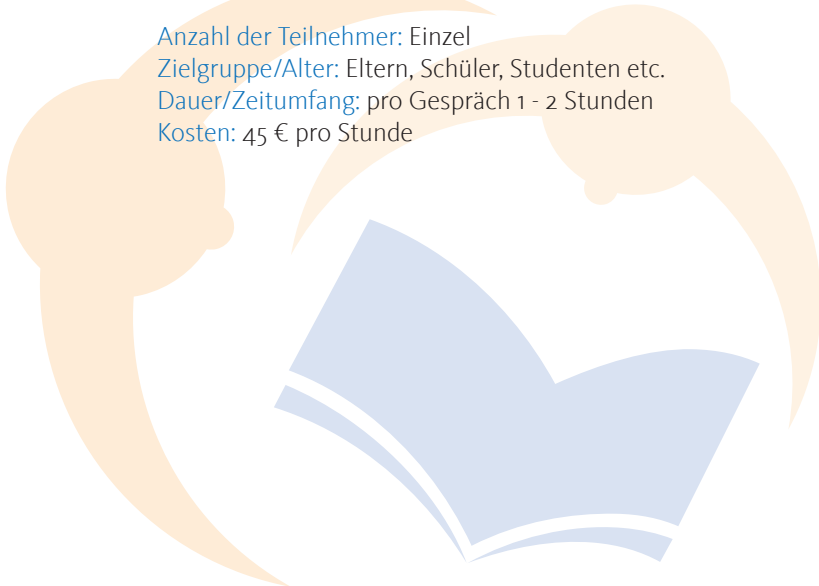 Anzahl der Teilnehmer: Einzel
Zielgruppe/Alter: Eltern, Schüler, Studenten etc.
Dauer/Zeitumfang: pro Gespräch 1 - 2 Stunden
Kosten: 45 € pro Stunde